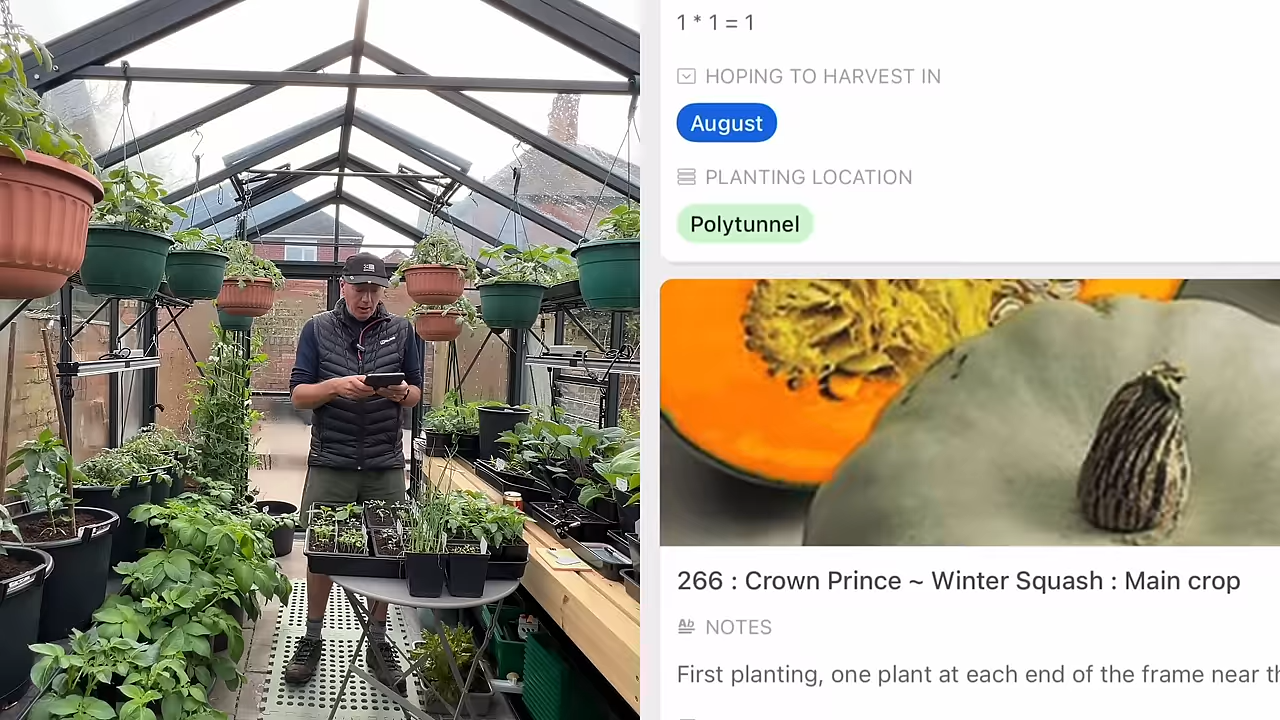 1 * 1 = 1
HOPING TO HARVEST IN
August
PLANTING LOCATION
Polytunnel
266 : Crown Prince ~ Winter Squash : Main crop
Ab NOTES
First planting, one plant at each end of the frame near th